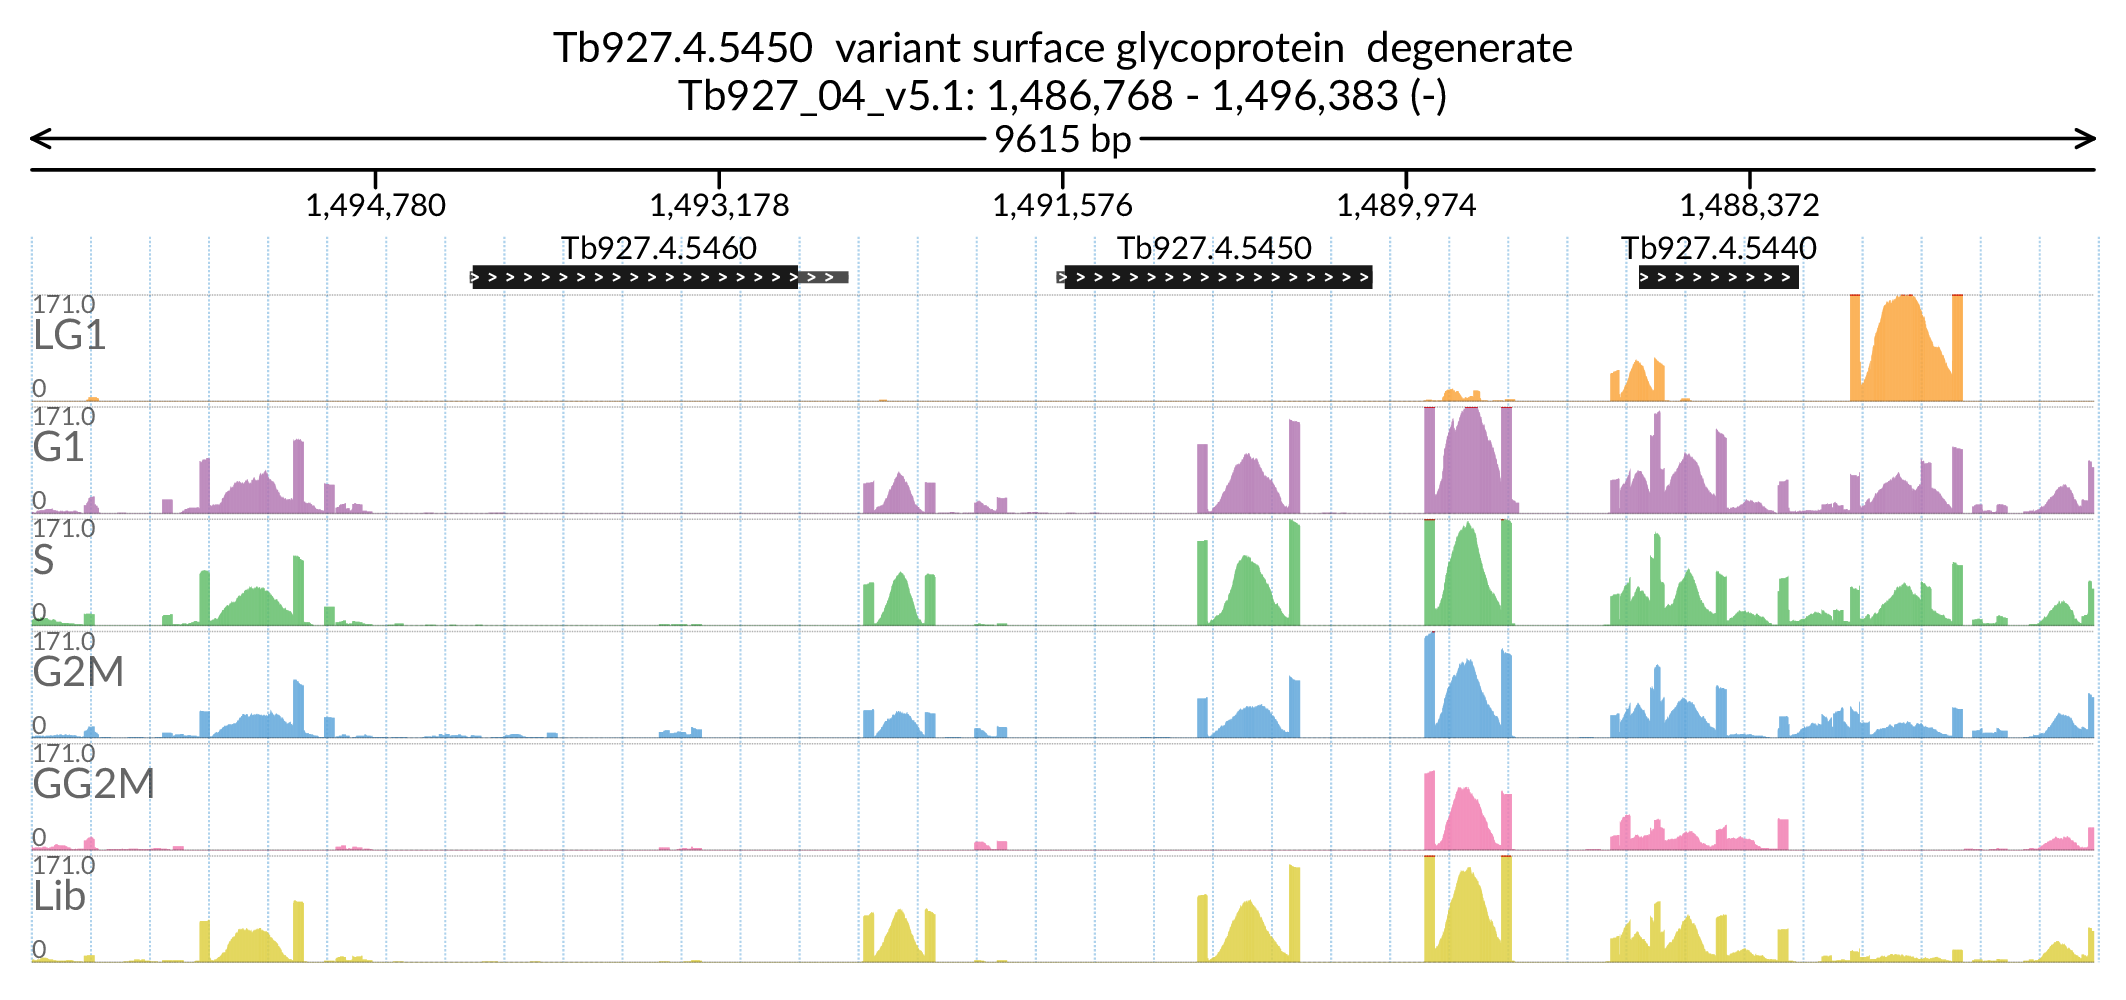 Tb927.4.5450 variant surface glycoprotein degenerate
Tb927_04_v5.1: 1,486,768 - 1,496,383 (-)
9615 bp
1,494,780 1,493,178 1,491,576 1,489,974 1,488,372
Tb927.4.5460 Tb927.4.5450 Tb927.4.5440
171.0
LG1
0
171.0
G1
0
171.0
S
0
171.0
G2M
0
171.0
GG2M
0
171.0
Lib
0